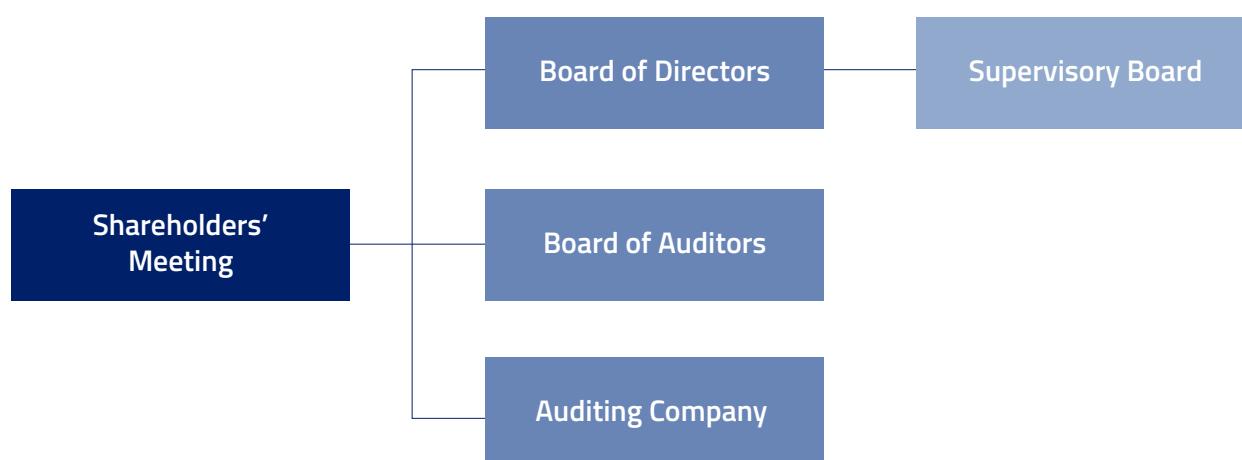 Board of Directors
Supervisory Board
Shareholders’
Meeting
Board of Auditors
Auditing Company